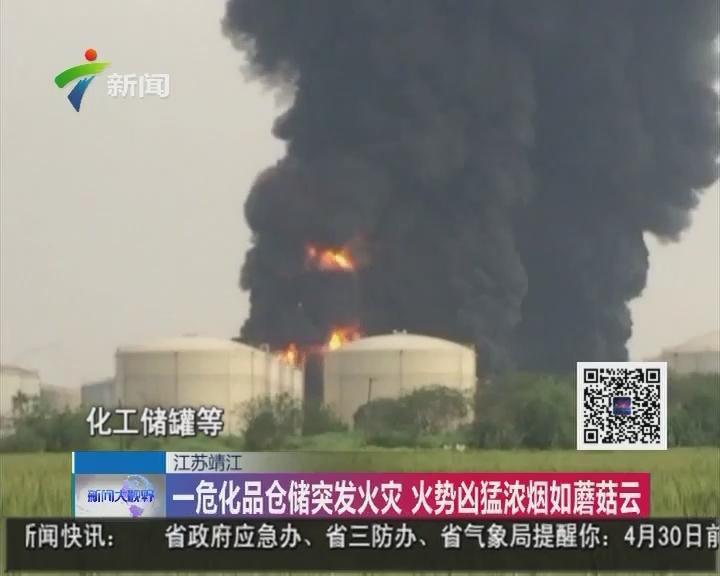 新闻
化工储罐等
江苏靖江
新闻大视野
一危化品仓储突发火灾 火势凶猛浓烟如蘑菇云
新闻快讯： 省政府应急办、省三防办、省气象局提醒你：4月30日前